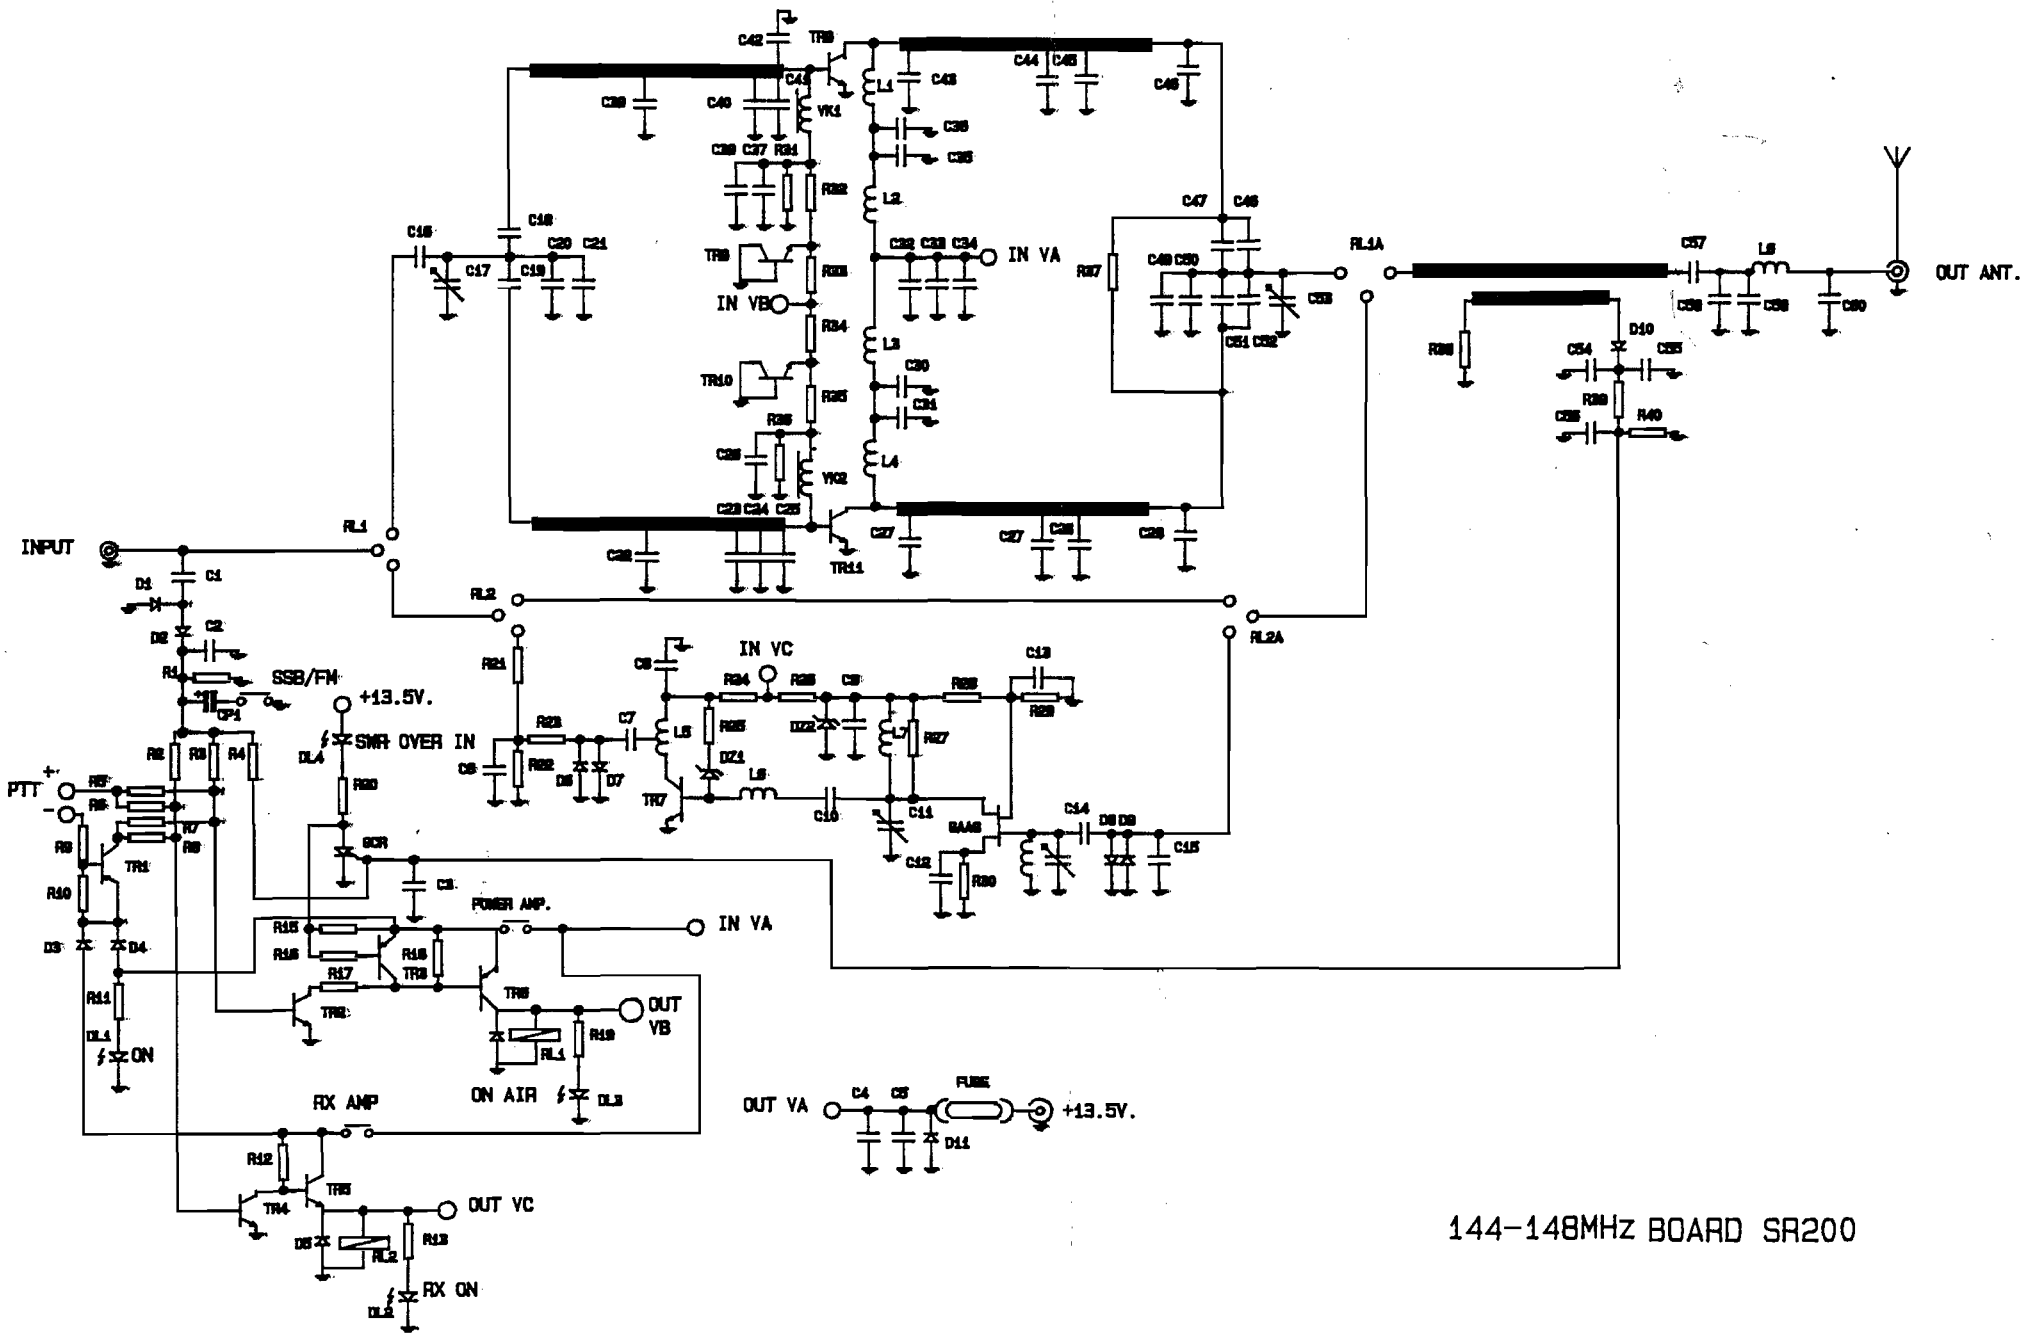 C42
TR8
C44 C45
C43
C46
L1
C39
C40
C41
VK1
C36
C35
C38 C37 R31
R32
L2
C18
C16
C20
C21
C17
C19
TR9
R33
IN VB
C32 C33 C34
IN VA
R34
TR10
R35
L3
C30
C31
R36
C26
VK2
L4
C47
C48
R37
C49 C50
C53
C51 C52
RL1A
C57
L9
OUT ANT.
C60
R38
D10
C54
C55
R39
R40
C56
C23 C24 C25
C27
C27
TR11
RL1
INPUT
C1
D1
D2
C2
R1
SSB/FM
CP1
+13.5V.
SWR OVER IN
DL4
R2
R3
R4
PTT
+
-
R5
R6
R7
R8
R9
TR1
R10
R20
SCR
C3
D3
D4
R11
DL1
ON
RL2
RL2A
R21
R23
C7
C6
R22
D6
D7
C8
L5
R24
IN VC
R25
DZ1
DZ2
C9
L7
R27
R28
C13
R29
TR7
L6
C10
C11
GAAS
C12
R30
C14
D8 D9
C15
POWER AMP.
IN VA
R15
R16
R17
TR3
R18
TR2
TR6
OUT
VB
RL1
R19
ON AIR
DL3
RX AMP
R12
TR4
TR5
OUT VC
D5
RL2
R13
DL2
RX ON
OUT VA
C4
C5
FUSE
+13.5V.
D11
144-148MHz BOARD SR200